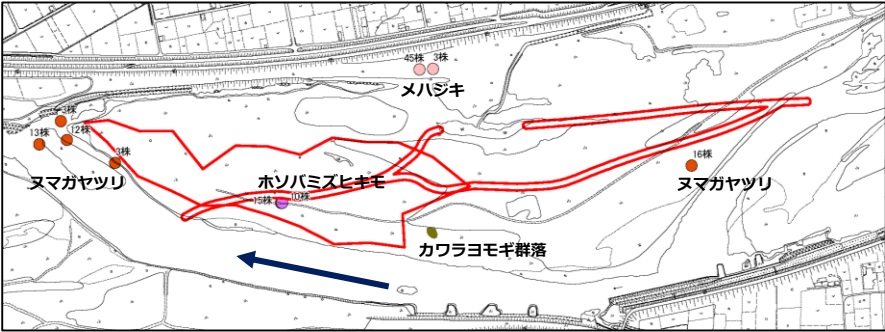 45株 3株
メハジキ
3株
13株
12株
3株
16株
ヌマガヤツリ
ホソバミズヒキモ
ヌマガヤツリ
15株
10株
カワラヨモギ群落